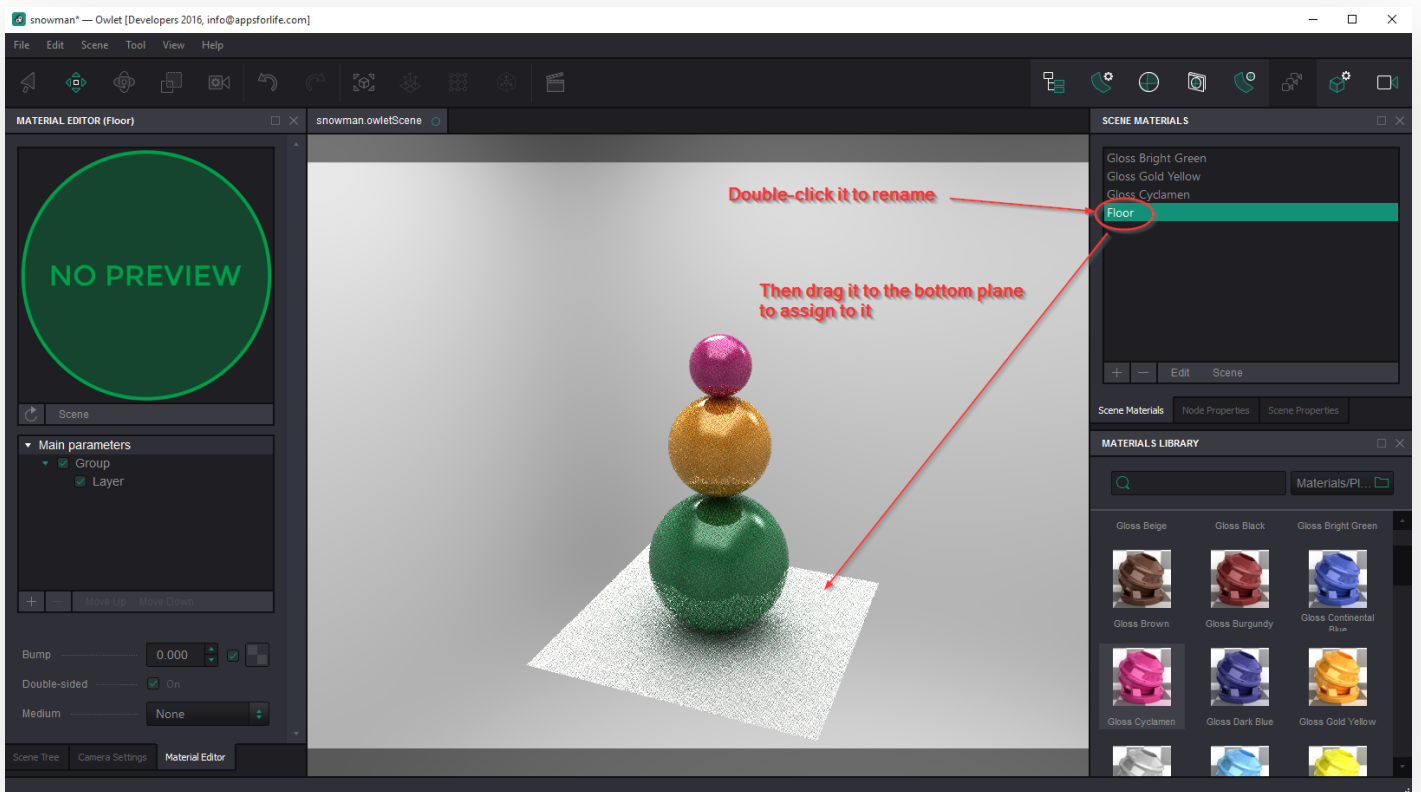 snowman* — Owlet [Developers 2016, info@appsforlife.com]
File Edit Scene Tool View Help
MATERIAL EDITOR (Floor)
snowman.owletScene
SCENE MATERIALS
NO PREVIEW
Scene
Main parameters
Group
Layer
Move Up Move Down
Bump 0.000
Double-sided On
Medium None
Scene Tree Camera Settings Material Editor
Double-click it to rename
Then drag it to the bottom plane
to assign to it
Gloss Bright Green
Gloss Gold Yellow
Gloss Cyclamen
Floor
Edit Scene
Scene Materials Node Properties Scene Properties
MATERIALS LIBRARY
Materials/Pl...
Gloss Beige Gloss Black Gloss Bright Green
Gloss Brown Gloss Burgundy Gloss Continental
Blue
Gloss Cyclamen Gloss Dark Blue Gloss Gold Yellow